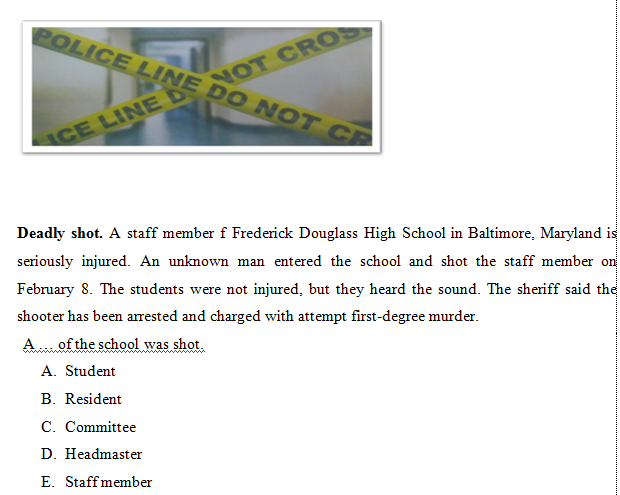 POLICE LINE DO NOT CR
ICE LINE D NOT CROS
Deadly shot. A staff member f Frederick Douglass High School in Baltimore, Maryland is
seriously injured. An unknown man entered the school and shot the staff member on
February 8. The students were not injured, but they heard the sound. The sheriff said the
shooter has been arrested and charged with attempt first-degree murder.
A … of the school was shot.
A. Student
B. Resident
C. Committee
D. Headmaster
E. Staff member